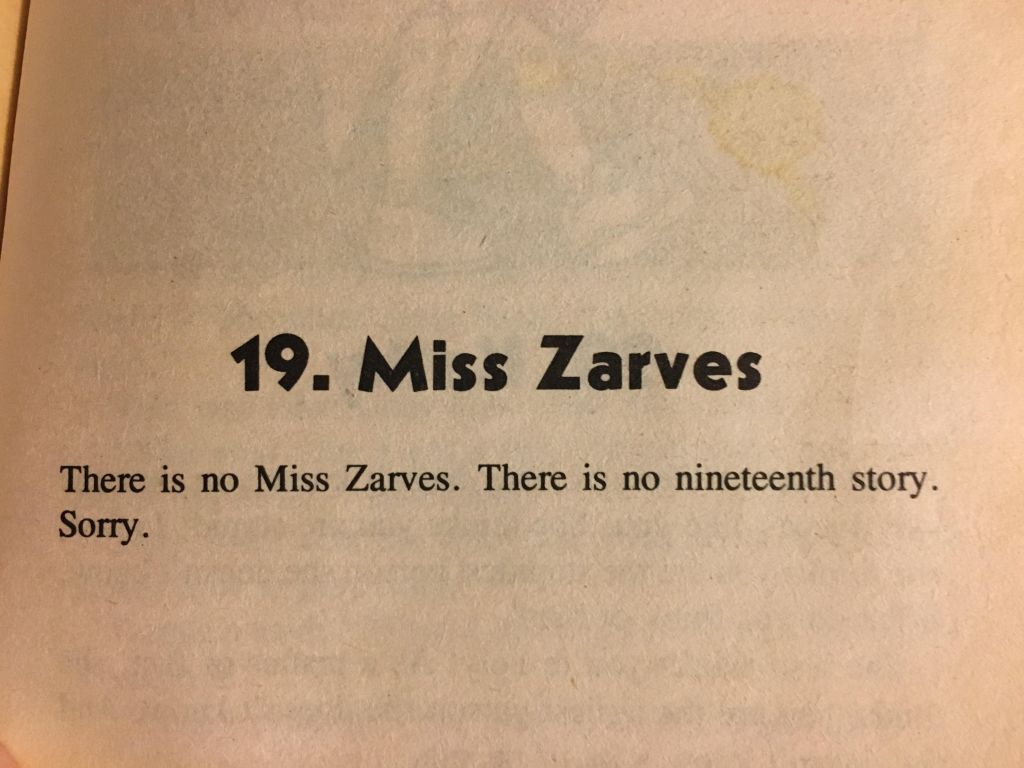 19. Miss Zarves
There is no Miss Zarves. There is no nineteenth story.
Sorry.